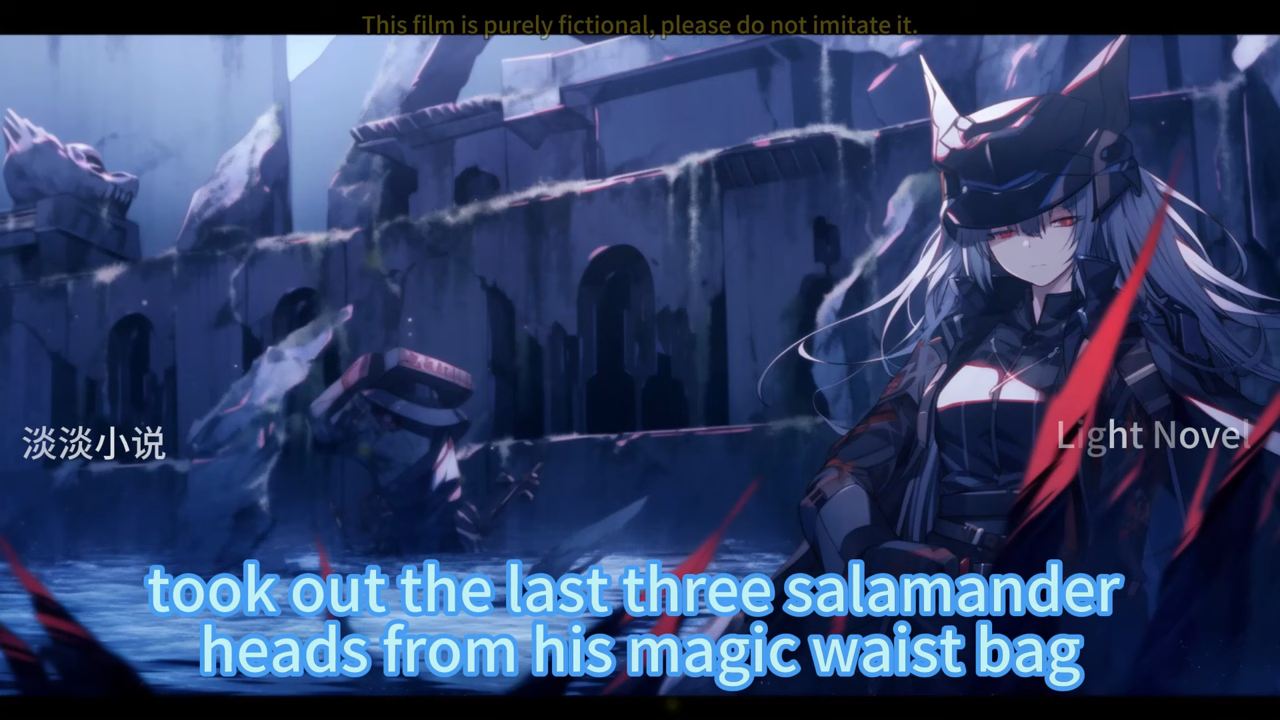 This film is purely fictional, please do not imitate it.
淡淡小说
Light Novel
took out the last three salamander
heads from his magic waist bag